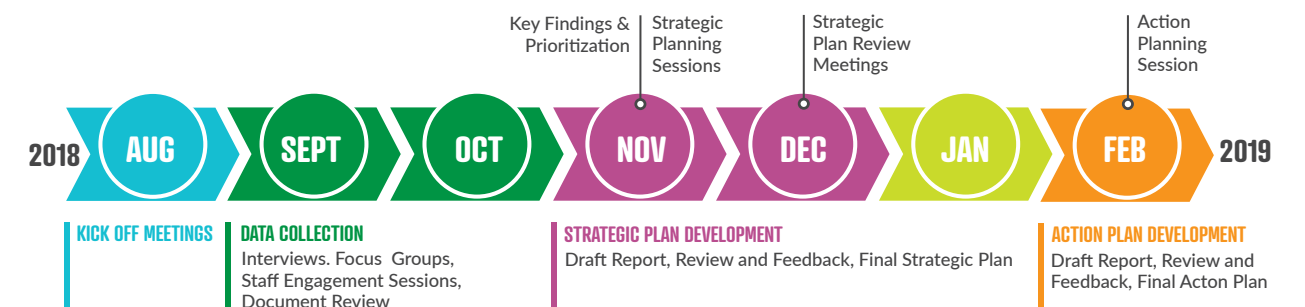 Key Findings &
Prioritization
Strategic
Planning
Sessions
Strategic
Plan Review
Meetings
Action
Planning
Session
2018
AUG
SEPT
OCT
NOV
DEC
JAN
FEB
2019
KICK OFF MEETINGS
DATA COLLECTION
Interviews. Focus Groups,
Staff Engagement Sessions,
Document Review
STRATEGIC PLAN DEVELOPMENT
Draft Report, Review and Feedback, Final Strategic Plan
ACTION PLAN DEVELOPMENT
Draft Report, Review and
Feedback, Final Acton Plan